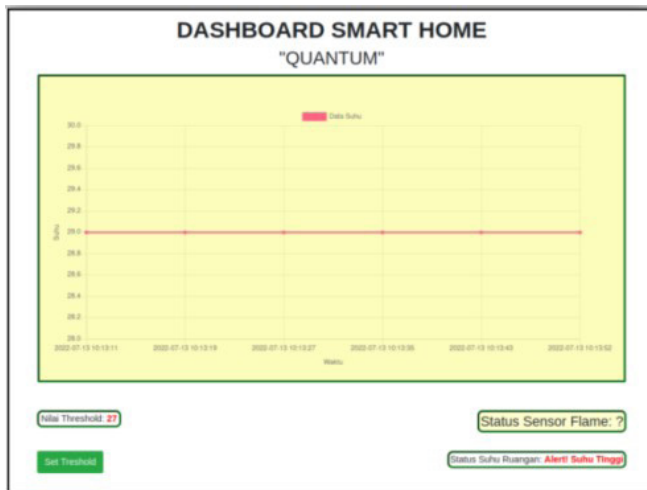 DASHBOARD SMART HOME
"QUANTUM"
Data Suhu
30.0
29.8
29.6
29.4
29.2
29.0
28.8
28.6
28.4
28.2
28.0
Suhu
2022-07-13 10:13:11 2022-07-13 10:13:19 2022-07-13 10:13:27 2022-07-13 10:13:35 2022-07-13 10:13:43 2022-07-13 10:13:52
Waktu
Nilai Threshold: 27
Status Sensor Flame: ?
Set Treshold
Status Suhu Ruangan: Alert! Suhu Tinggi